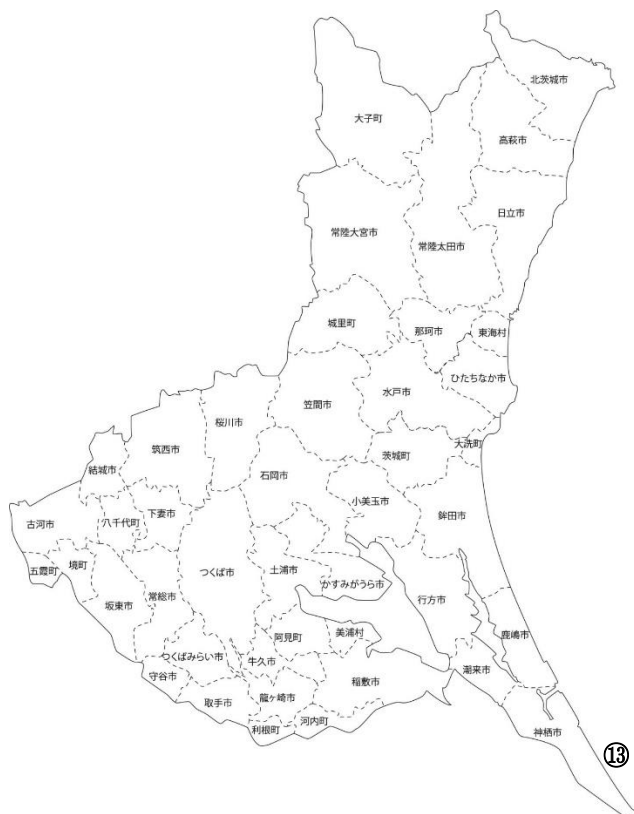 北茨城市
大子町
高萩市
日立市
常陸大宮市
常陸太田市
城里町
那珂市
東海村
ひたちなか市
笠間市
水戸市
桜川市
筑西市
大洗町
茨城町
結城市
石岡市
小美玉市
鉾田市
古河市
八千代町
下妻市
五霞町
境町
つくば市
土浦市
かすみがうら市
坂東市
常総市
行方市
阿見町
美浦村
鹿嶋市
つくばみらい市
牛久市
潮来市
守谷市
取手市
龍ヶ崎市
稲敷市
利根町
河内町
神栖市
⑬